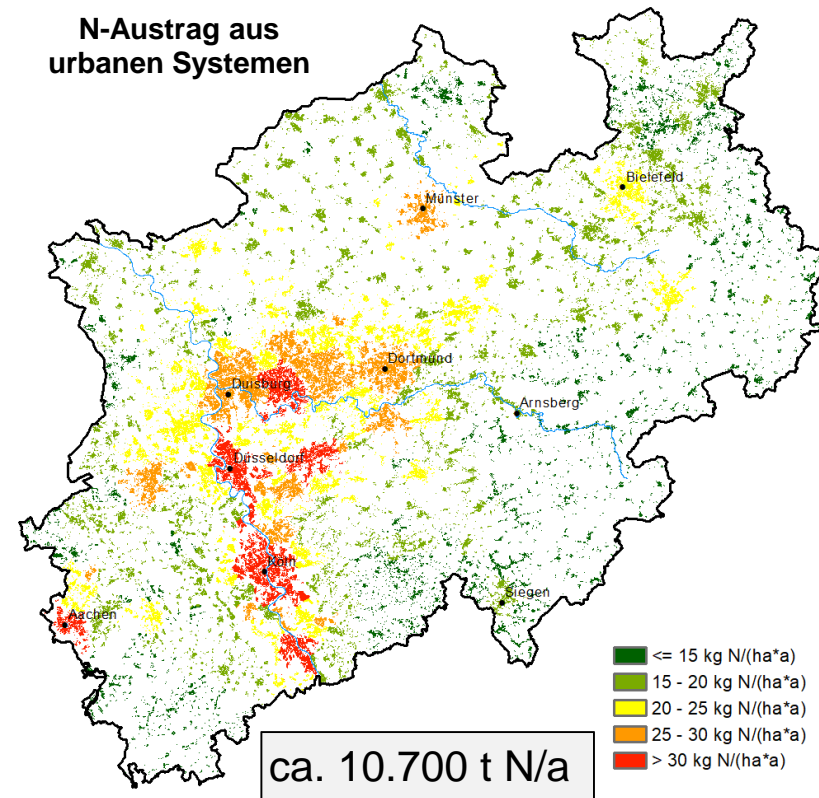 N-Austrag aus
urbanen Systemen
Bielefeld
Münster
Dortmund
Duisburg
Arnsberg
Düsseldorf
Köln
Siegen
Aachen
<= 15 kg N/(ha*a)
15 - 20 kg N/(ha*a)
20 - 25 kg N/(ha*a)
25 - 30 kg N/(ha*a)
> 30 kg N/(ha*a)
ca. 10.700 t N/a